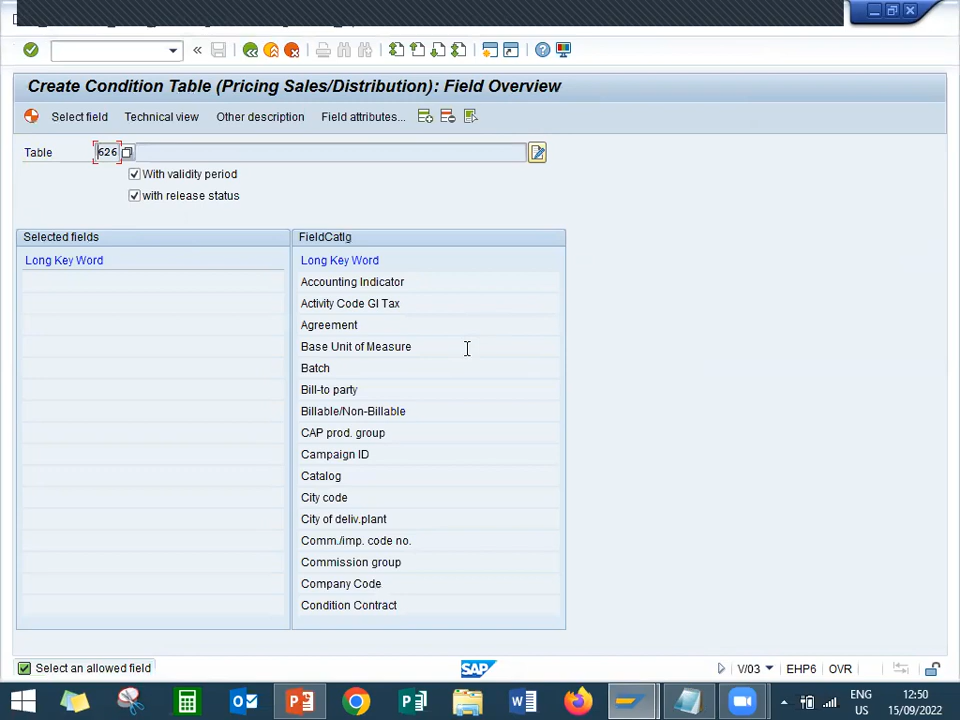 Create Condition Table (Pricing Sales/Distribution): Field Overview
Select field Technical view Other description Field attributes...
Table 626
With validity period
with release status
Selected fields
Long Key Word
FieldCatlg
Long Key Word
Accounting Indicator
Activity Code GI Tax
Agreement
Base Unit of Measure
Batch
Bill-to party
Billable/Non-Billable
CAP prod. group
Campaign ID
Catalog
City code
City of deliv.plant
Comm./imp. code no.
Commission group
Company Code
Condition Contract
Select an allowed field
SAP
V/03 EHP6 OVR
ENG
US
12:50
15/09/2022